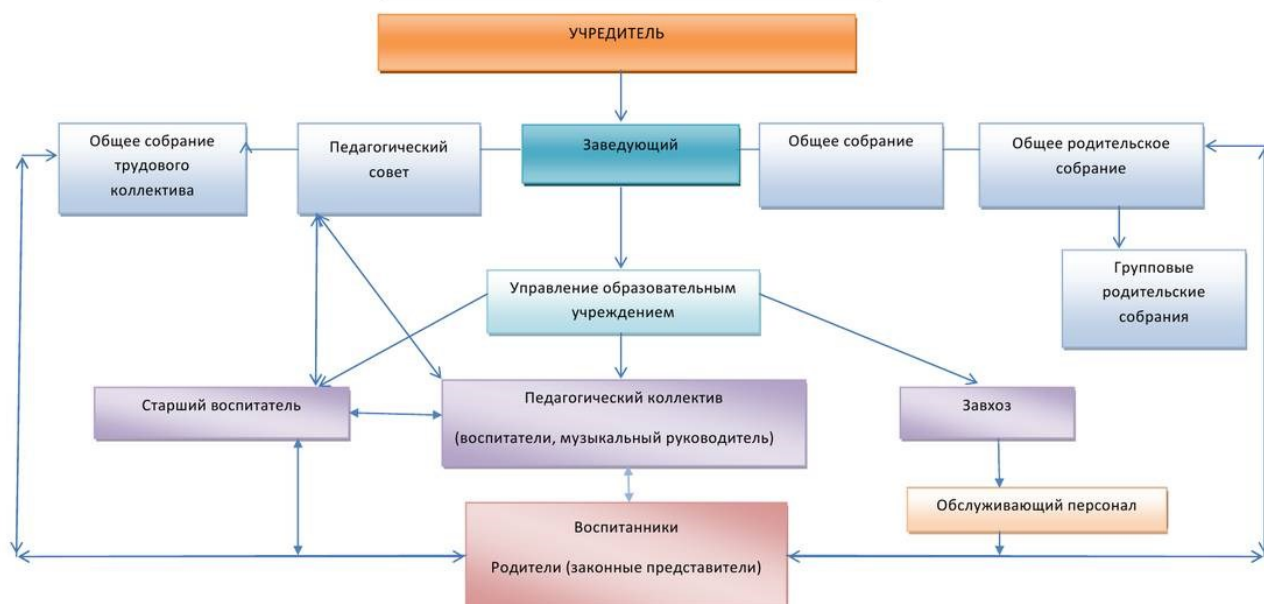 УЧРЕДИТЕЛЬ
Общее собрание
трудового
коллектива
Педагогический
совет
Заведующий
Общее собрание
Общее родительское
собрание
Групповые
родительские
собрания
Управление образовательным
учреждением
Старший воспитатель
Педагогический коллектив
(воспитатели, музыкальный руководитель)
Завхоз
Обслуживающий персонал
Воспитанники
Родители (законные представители)